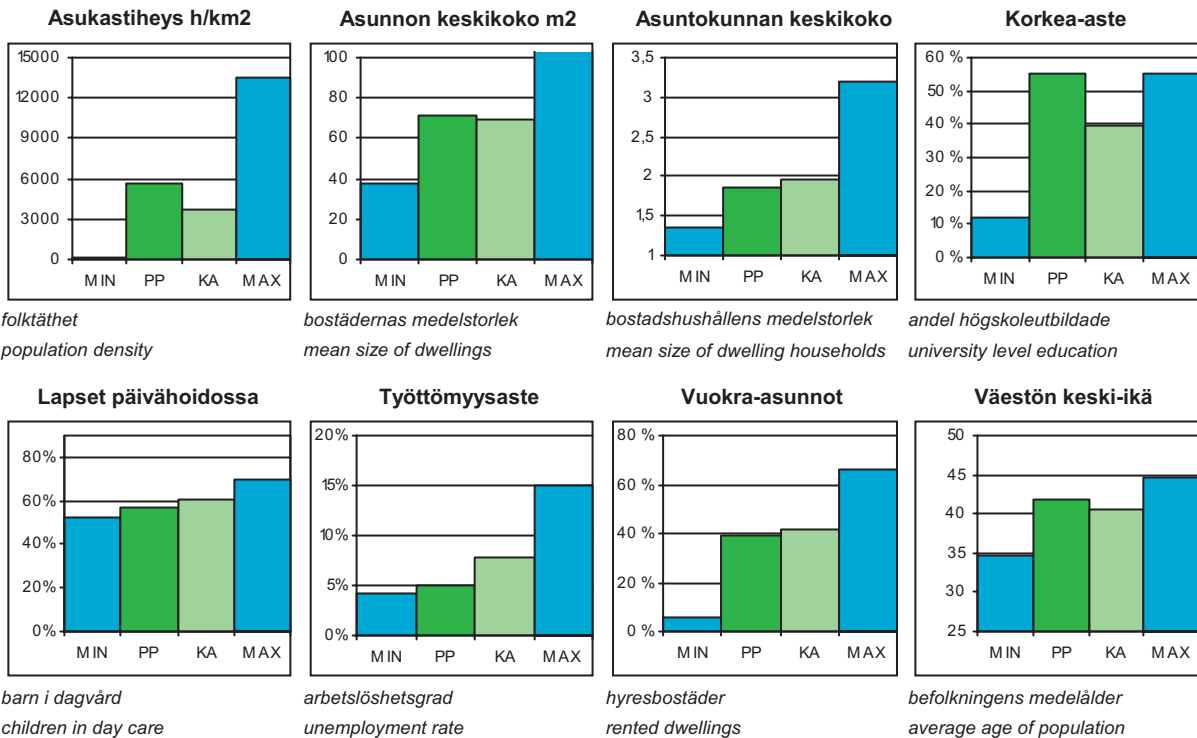 Asukastiheys h/km2
15000
12000
9000
6000
3000
0
MIN PP KA MAX
folktäthet
population density
Asunnon keskikoko m2
100
80
60
40
20
0
MIN PP KA MAX
bostädernas medelstorlek
mean size of dwellings
Asuntokunnan keskikoko
3,5
3
2,5
2
1,5
1
MIN PP KA MAX
bostadshushållens medelstorlek
mean size of dwelling households
Korkea-aste
60 %
50 %
40 %
30 %
20 %
10 %
0 %
MIN PP KA MAX
andel högskoleutbildade
university level education
Lapset päivähoidossa
80%
60%
40%
20%
0%
MIN PP KA MAX
barn i dagvård
children in day care
Työttömyysaste
20%
15%
10%
5%
0%
MIN PP KA MAX
arbetslöshetsgrad
unemployment rate
Vuokra-asunnot
80 %
60 %
40 %
20 %
0 %
MIN PP KA MAX
hyresbostäder
rented dwellings
Väestön keski-ikä
50
45
40
35
30
25
MIN PP KA MAX
befolkningens medelålder
average age of population